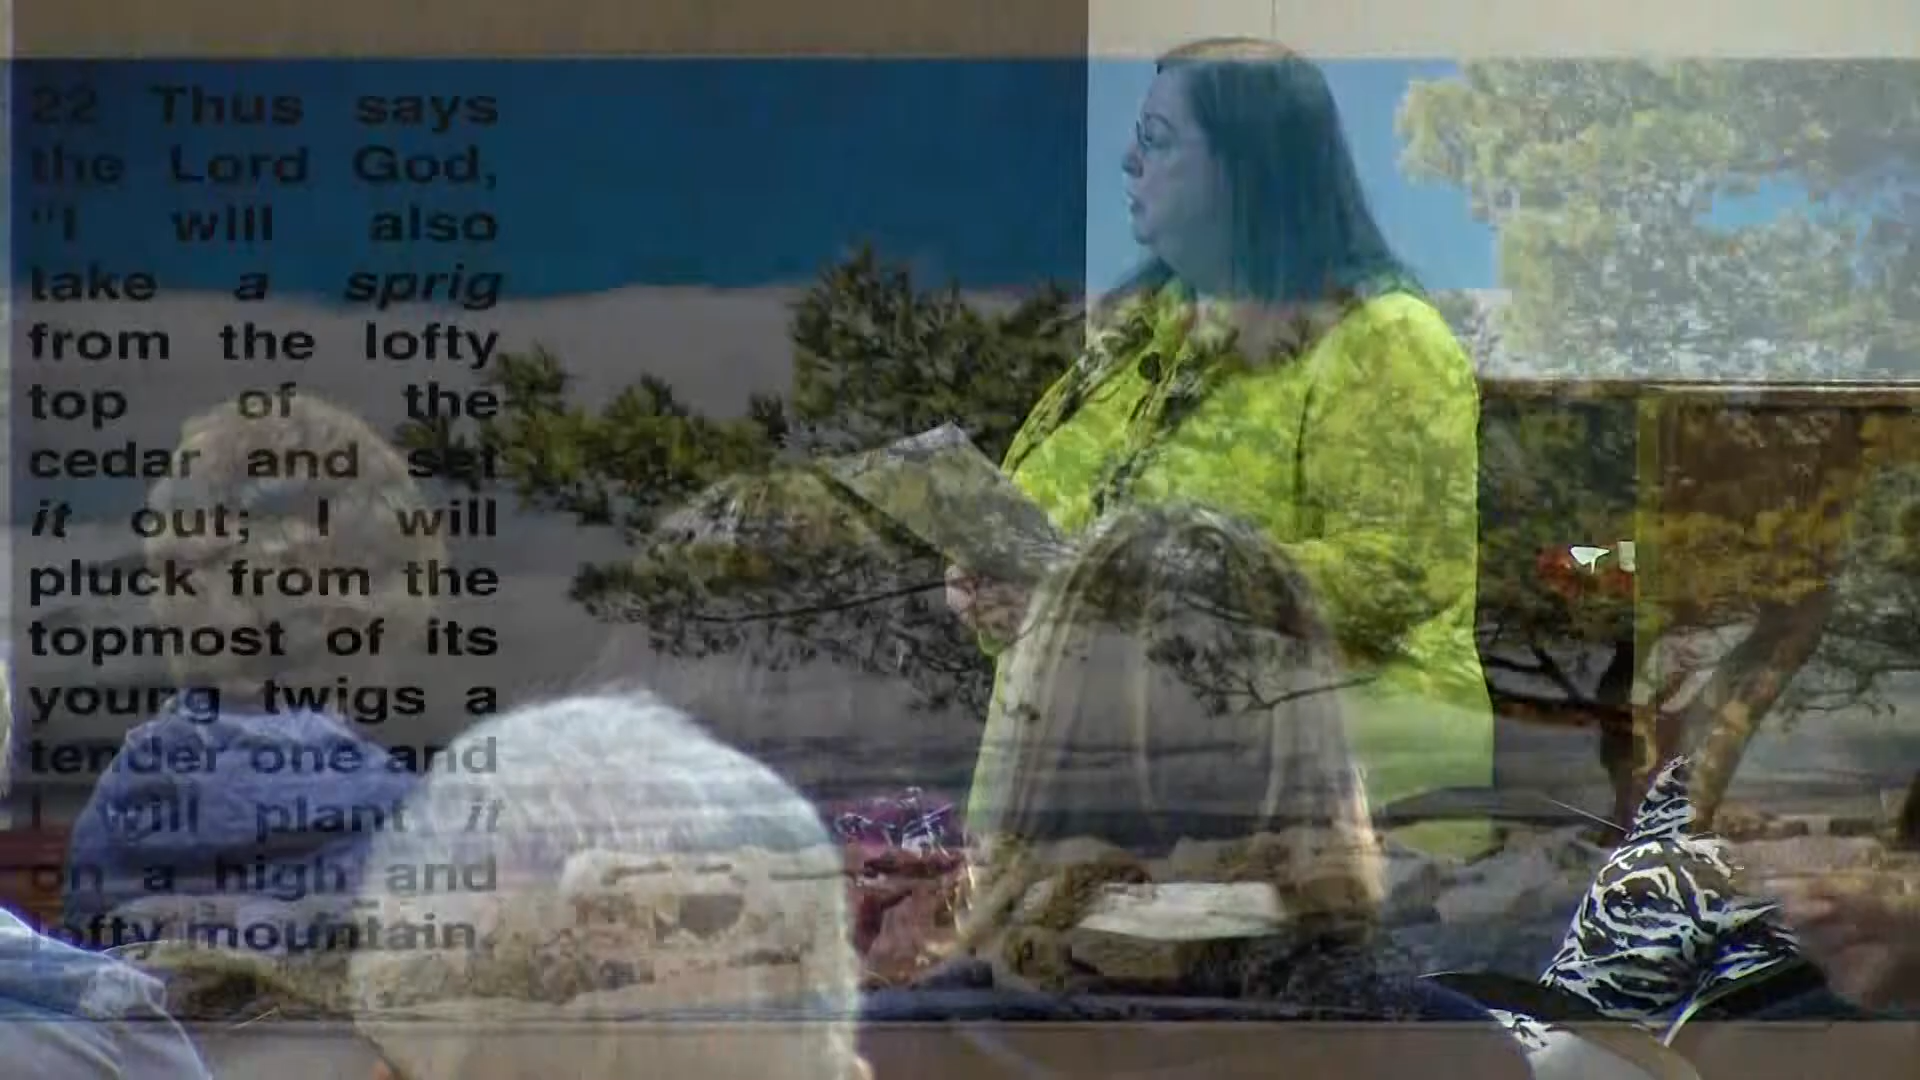 22 Thus says
the Lord God,
"I will also
take a sprig
from the lofty
top of the
cedar and set
it out; I will
pluck from the
topmost of its
young twigs a
tender one and
I will plant it
on a high and
lofty mountain.